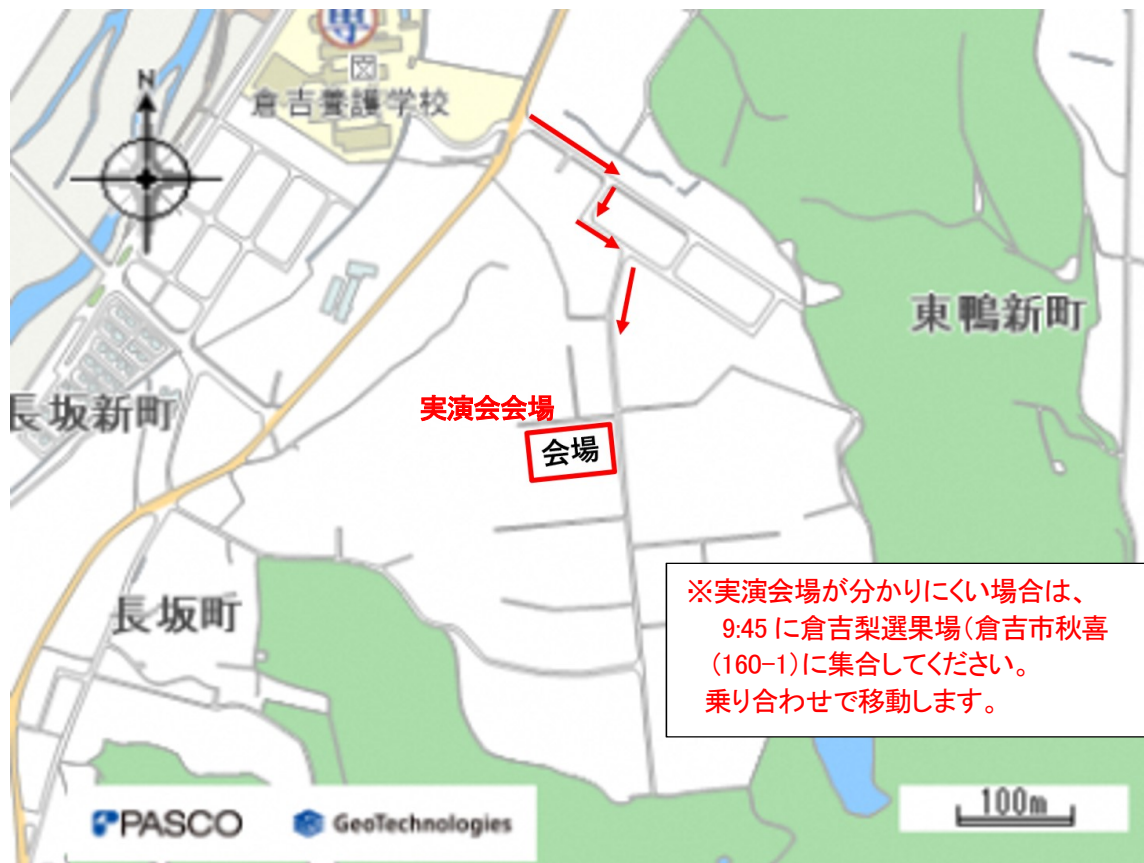 専
文
倉吉養護学校
N
東鴨新町
長坂新町
実演会会場
会場
長坂町
※実演会場が分かりにくい場合は、
9:45 に倉吉梨選果場(倉吉市秋喜
(160-1)に集合してください。
乗り合わせで移動します。
PASCO
GeoTechnologies
100m